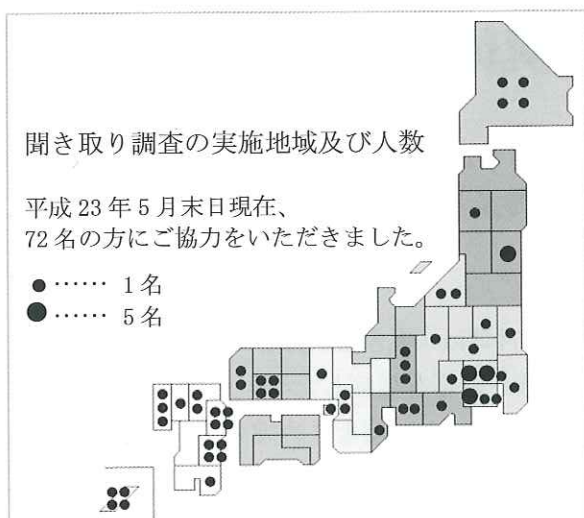 聞き取り調査の実施地域及び人数
平成 23 年 5 月末日現在、
72 名の方にご協力をいただきました。
●‥‥‥ 1 名
●‥‥‥ 5 名